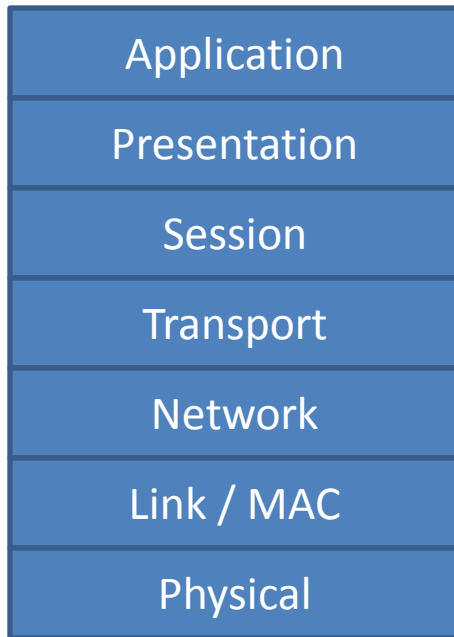 Application
Presentation
Session
Transport
Network
Link / MAC
Physical